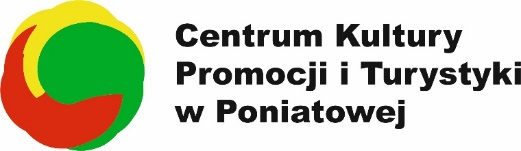 Centrum Kultury
Promocji i Turystyki
w Poniatowej